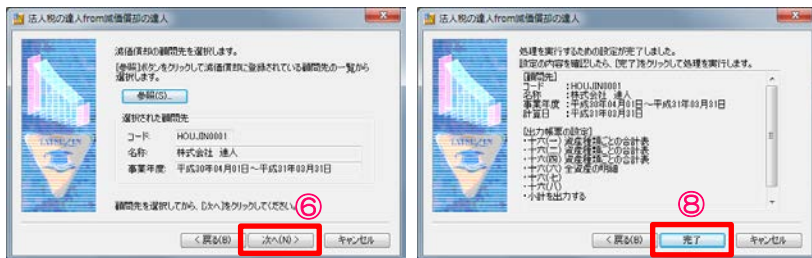 法人税の達人from減価償却の達人
減価償却の顧問先を選択します。
[参照]ボタンをクリックして減価償却に登録されている顧問先の一覧から
選択します。
参照(S)...
選択された顧問先
コード: HOUJIN0001
名称: 株式会社 達人
事業年度: 平成30年04月01日～平成31年03月31日
顧問先を選択してから、[次へ]をクリックしてください。
⑥
< 戻る(B)
次へ(N) >
キャンセル
法人税の達人from減価償却の達人
処理を実行するための設定が完了しました。
設定の内容を確認したら、[完了]をクリックして処理を実行します。
[顧問先]
コード :HOUJIN0001
名称 :株式会社 達人
事業年度 :平成30年04月01日～平成31年03月31日
計算日 :平成31年03月31日
[出力帳票の設定]
・十六(一) 資産種類ごとの合計表
・十六(二) 資産種類ごとの合計表
・十六(四) 資産種類ごとの合計表
・十六(六) 全資産の明細
・十六(七)
・十六(八)
・小計を出力する
⑧
< 戻る(B)
完了
キャンセル